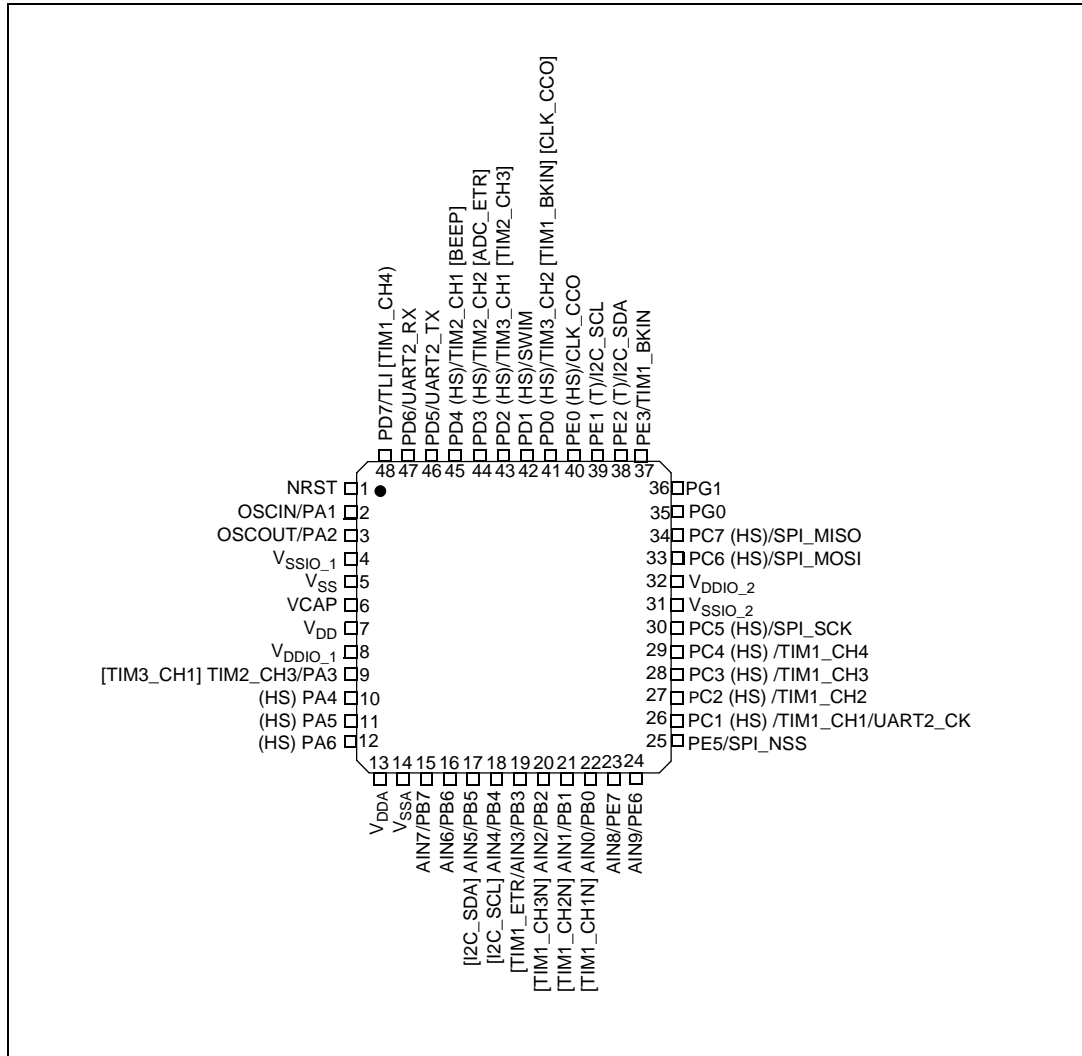 PD7/TLI [TIM1_CH4)
PD6/UART2_RX
PD5/UART2_TX
PD4 (HS)/TIM2_CH1 [BEEP]
PD3 (HS)/TIM2_CH2 [ADC_ETR]
PD2 (HS)/TIM3_CH1 [TIM2_CH3]
PD1 (HS)/SWIM
PD0 (HS)/TIM3_CH2 [TIM1_BKIN] [CLK_CCO]
PE0 (HS)/CLK_CCO
PE1 (T)/I2C_SCL
PE2 (T)/I2C_SDA
PE3/TIM1_BKIN
48 47 46 45 44 43 42 41 40 39 38 37
NRST 1
OSCIN/PA1 2
OSCOUT/PA2 3
VSSIO_1 4
VSS 5
VCAP 6
VDD 7
VDDIO_1 8
[TIM3_CH1] TIM2_CH3/PA3 9
(HS) PA4 10
(HS) PA5 11
(HS) PA6 12
36 PG1
35 PG0
34 PC7 (HS)/SPI_MISO
33 PC6 (HS)/SPI_MOSI
32 VDDIO_2
31 VSSIO_2
30 PC5 (HS)/SPI_SCK
29 PC4 (HS) /TIM1_CH4
28 PC3 (HS) /TIM1_CH3
27 PC2 (HS) /TIM1_CH2
26 PC1 (HS) /TIM1_CH1/UART2_CK
25 PE5/SPI_NSS
13 14 15 16 17 18 19 20 21 22 23 24
VDDA
VSSA
AIN7/PB7
AIN6/PB6
[I2C_SDA] AIN5/PB5
[I2C_SCL] AIN4/PB4
[TIM1_ETR/AIN3/PB3
[TIM1_CH3N] AIN2/PB2
[TIM1_CH2N] AIN1/PB1
[TIM1_CH1N] AIN0/PB0
AIN8/PE7
AIN9/PE6